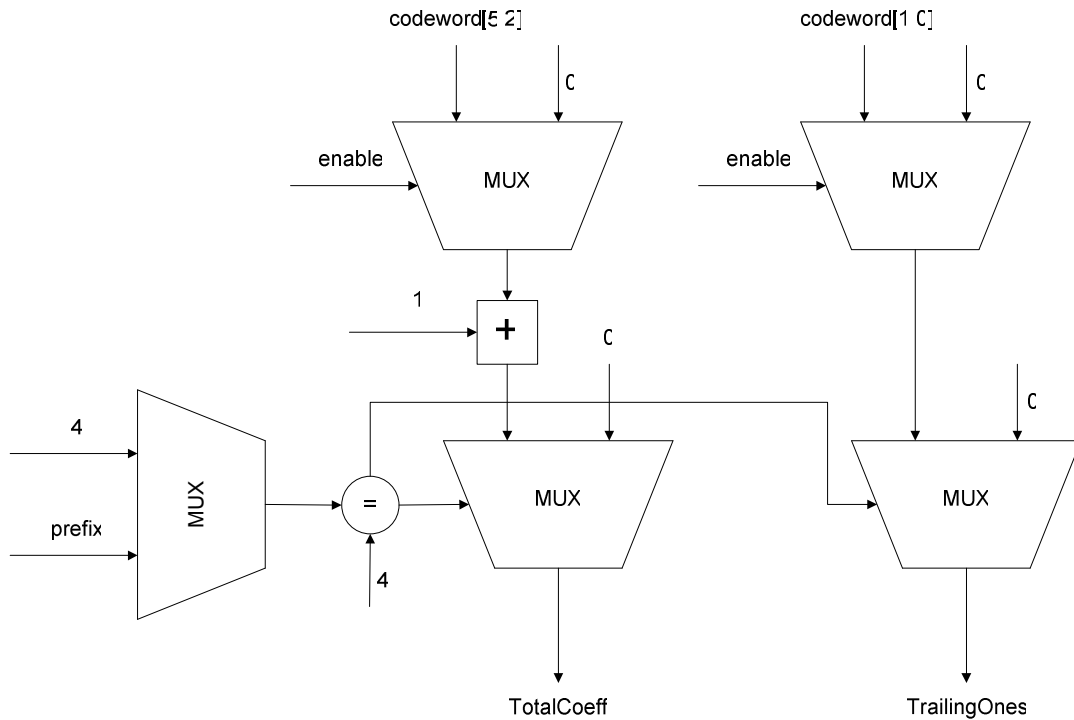 codeword[5 2]
codeword[1 0]
0
0
enable
MUX
enable
MUX
1
+
0
0
4
MUX
prefix
=
4
MUX
MUX
TotalCoeff
TrailingOnes